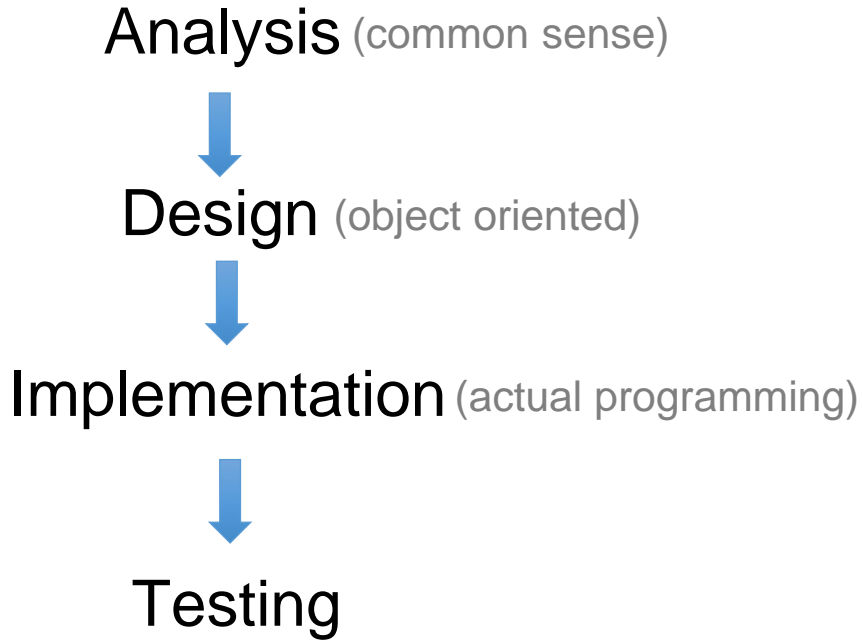 Analysis (common sense)
Design (object oriented)
Implementation (actual programming)
Testing